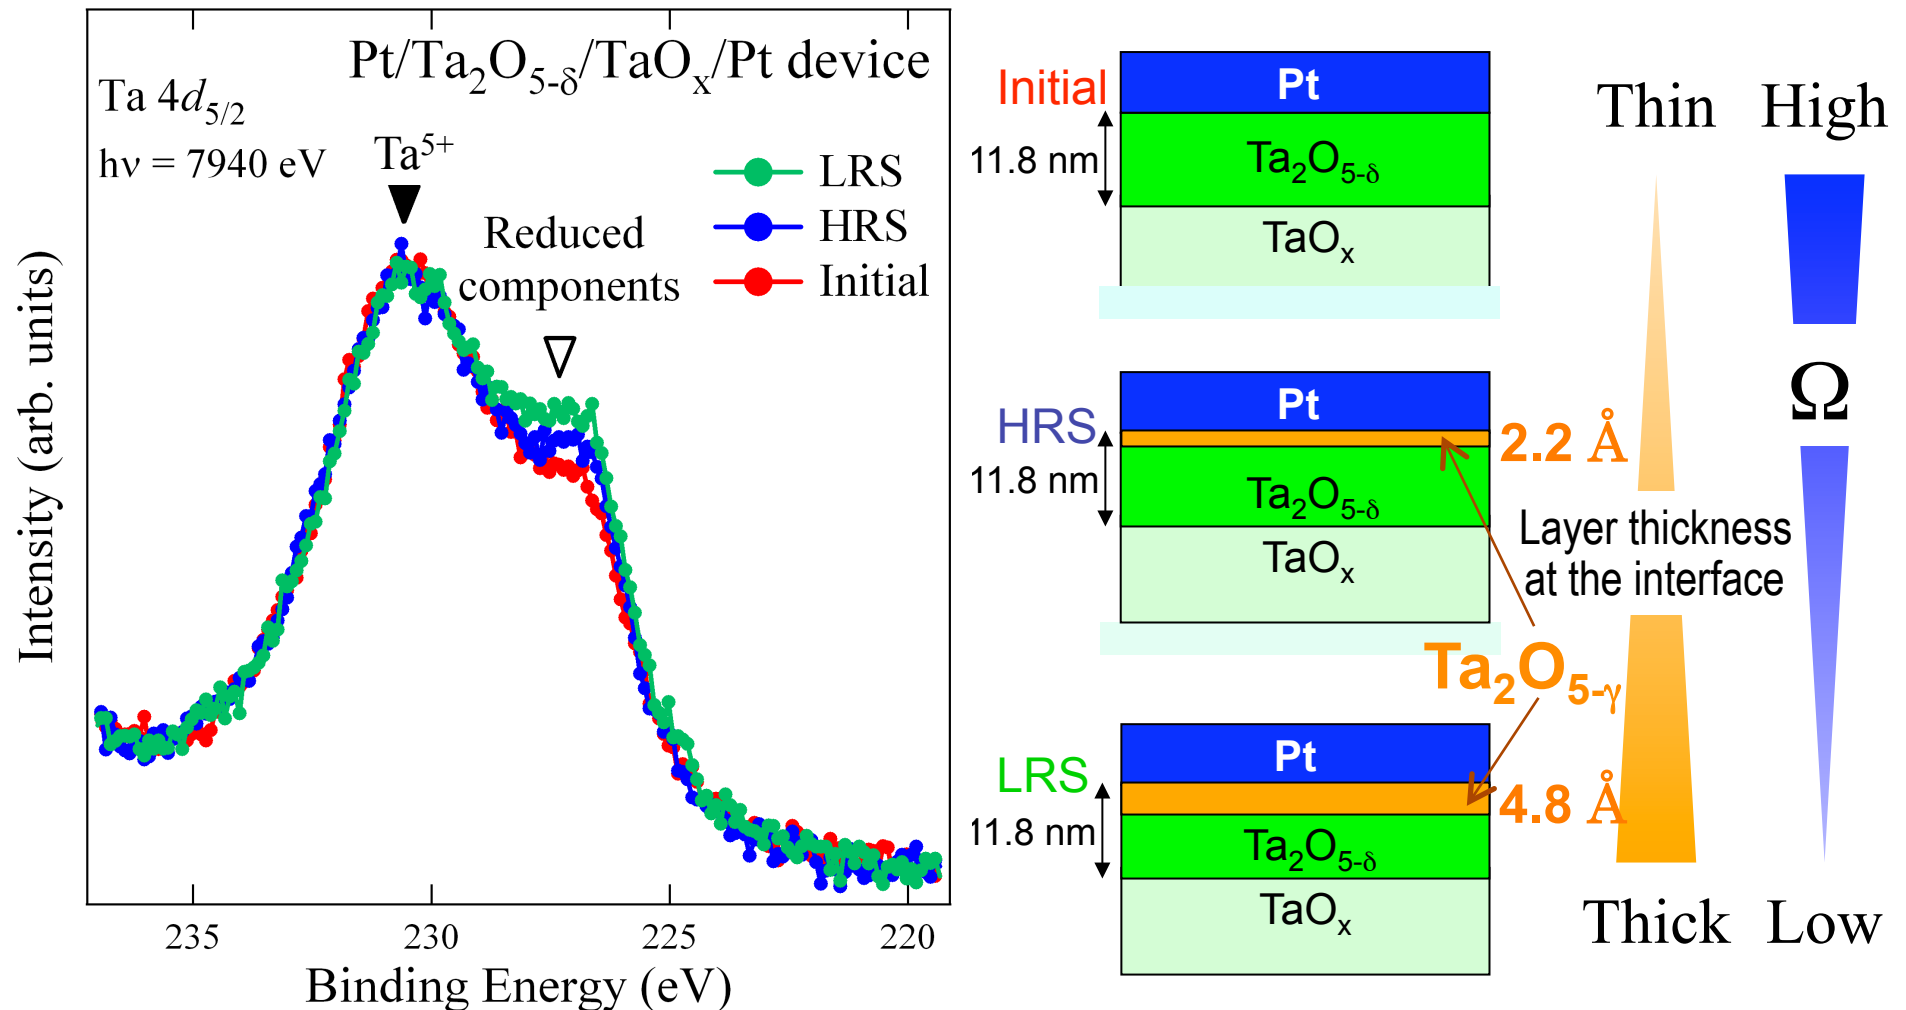 Pt/Ta₂O₅₋δ/TaOₓ/Pt device
Ta 4d₅/₂
hν = 7940 eV
Ta⁵⁺
LRS
HRS
Initial
Reduced
components
Intensity (arb. units)
235
230
225
220
Binding Energy (eV)
Initial
11.8 nm
Pt
Ta₂O₅₋δ
TaOₓ
HRS
11.8 nm
Pt
Ta₂O₅₋δ
TaOₓ
2.2 Å
LRS
11.8 nm
Pt
Ta₂O₅₋δ
TaOₓ
4.8 Å
Ta₂O₅₋γ
Thin
High
Layer thickness
at the interface
Ω
Thick
Low